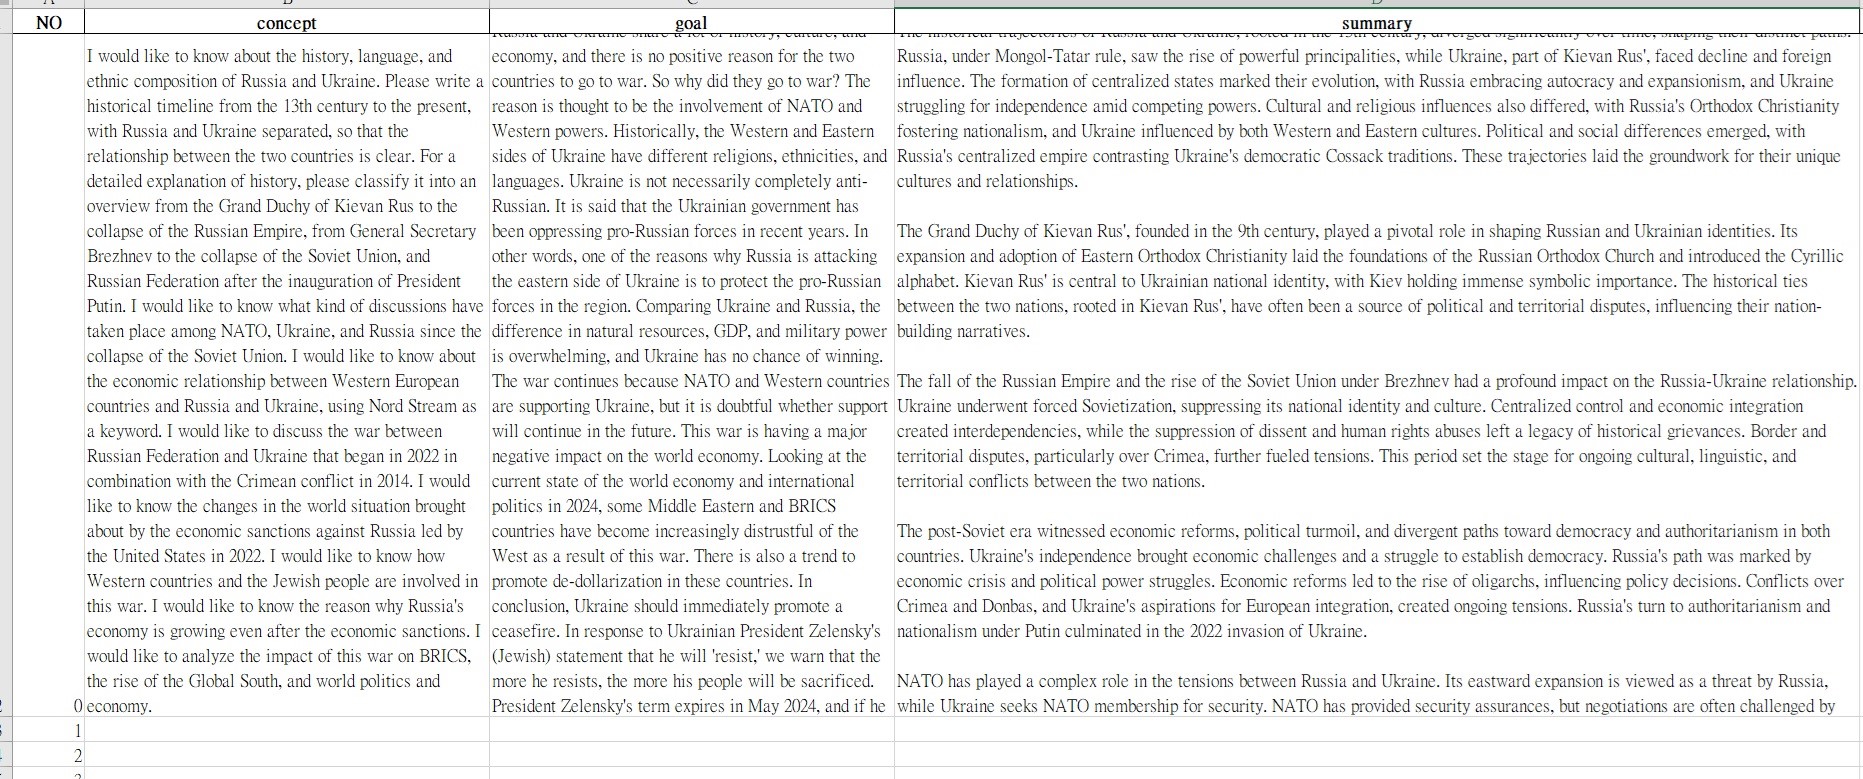 NO
concept
goal
summary
I would like to know about the history, language, and
ethnic composition of Russia and Ukraine. Please write a
historical timeline from the 13th century to the present,
with Russia and Ukraine separated, so that the
relationship between the two countries is clear. For a
detailed explanation of history, please classify it into an
overview from the Grand Duchy of Kievan Rus to the
collapse of the Russian Empire, from General Secretary
Brezhnev to the collapse of the Soviet Union, and
Russian Federation after the inauguration of President
Putin. I would like to know what kind of discussions have
taken place among NATO, Ukraine, and Russia since the
collapse of the Soviet Union. I would like to know about
the economic relationship between Western European
countries and Russia and Ukraine, using Nord Stream as
a keyword. I would like to discuss the war between
Russian Federation and Ukraine that began in 2022 in
combination with the Crimean conflict in 2014. I would
like to know the changes in the world situation brought
about by the economic sanctions against Russia led by
the United States in 2022. I would like to know how
Western countries and the Jewish people are involved in
this war. I would like to know the reason why Russia's
economy is growing even after the economic sanctions. I
would like to analyze the impact of this war on BRICS,
the rise of the Global South, and world politics and
0 economy.
Russia and Ukraine share a lot of history, culture, and
economy, and there is no positive reason for the two
countries to go to war. So why did they go to war? The
reason is thought to be the involvement of NATO and
Western powers. Historically, the Western and Eastern
sides of Ukraine have different religions, ethnicities, and
languages. Ukraine is not necessarily completely anti-
Russian. It is said that the Ukrainian government has
been oppressing pro-Russian forces in recent years. In
other words, one of the reasons why Russia is attacking
the eastern side of Ukraine is to protect the pro-Russian
forces in the region. Comparing Ukraine and Russia, the
difference in natural resources, GDP, and military power
is overwhelming, and Ukraine has no chance of winning.
The war continues because NATO and Western countries
are supporting Ukraine, but it is doubtful whether support
will continue in the future. This war is having a major
negative impact on the world economy. Looking at the
current state of the world economy and international
politics in 2024, some Middle Eastern and BRICS
countries have become increasingly distrustful of the
West as a result of this war. There is also a trend to
promote de-dollarization in these countries. In
conclusion, Ukraine should immediately promote a
ceasefire. In response to Ukrainian President Zelensky's
(Jewish) statement that he will 'resist,' we warn that the
more he resists, the more his people will be sacrificed.
President Zelensky's term expires in May 2024, and if he
The historical trajectories of Russia and Ukraine, rooted in the 13th century, diverged significantly over time, shaping their distinct paths.
Russia, under Mongol-Tatar rule, saw the rise of powerful principalities, while Ukraine, part of Kievan Rus', faced decline and foreign
influence. The formation of centralized states marked their evolution, with Russia embracing autocracy and expansionism, and Ukraine
struggling for independence amid competing powers. Cultural and religious influences also differed, with Russia's Orthodox Christianity
fostering nationalism, and Ukraine influenced by both Western and Eastern cultures. Political and social differences emerged, with
Russia's centralized empire contrasting Ukraine's democratic Cossack traditions. These trajectories laid the groundwork for their unique
cultures and relationships.
The Grand Duchy of Kievan Rus', founded in the 9th century, played a pivotal role in shaping Russian and Ukrainian identities. Its
expansion and adoption of Eastern Orthodox Christianity laid the foundations of the Russian Orthodox Church and introduced the Cyrillic
alphabet. Kievan Rus' is central to Ukrainian national identity, with Kiev holding immense symbolic importance. The historical ties
between the two nations, rooted in Kievan Rus', have often been a source of political and territorial disputes, influencing their nation-
building narratives.
The fall of the Russian Empire and the rise of the Soviet Union under Brezhnev had a profound impact on the Russia-Ukraine relationship.
Ukraine underwent forced Sovietization, suppressing its national identity and culture. Centralized control and economic integration
created interdependencies, while the suppression of dissent and human rights abuses left a legacy of historical grievances. Border and
territorial disputes, particularly over Crimea, further fueled tensions. This period set the stage for ongoing cultural, linguistic, and
territorial conflicts between the two nations.
The post-Soviet era witnessed economic reforms, political turmoil, and divergent paths toward democracy and authoritarianism in both
countries. Ukraine's independence brought economic challenges and a struggle to establish democracy. Russia's path was marked by
economic crisis and political power struggles. Economic reforms led to the rise of oligarchs, influencing policy decisions. Conflicts over
Crimea and Donbas, and Ukraine's aspirations for European integration, created ongoing tensions. Russia's turn to authoritarianism and
nationalism under Putin culminated in the 2022 invasion of Ukraine.
NATO has played a complex role in the tensions between Russia and Ukraine. Its eastward expansion is viewed as a threat by Russia,
while Ukraine seeks NATO membership for security. NATO has provided security assurances, but negotiations are often challenged by
1
2